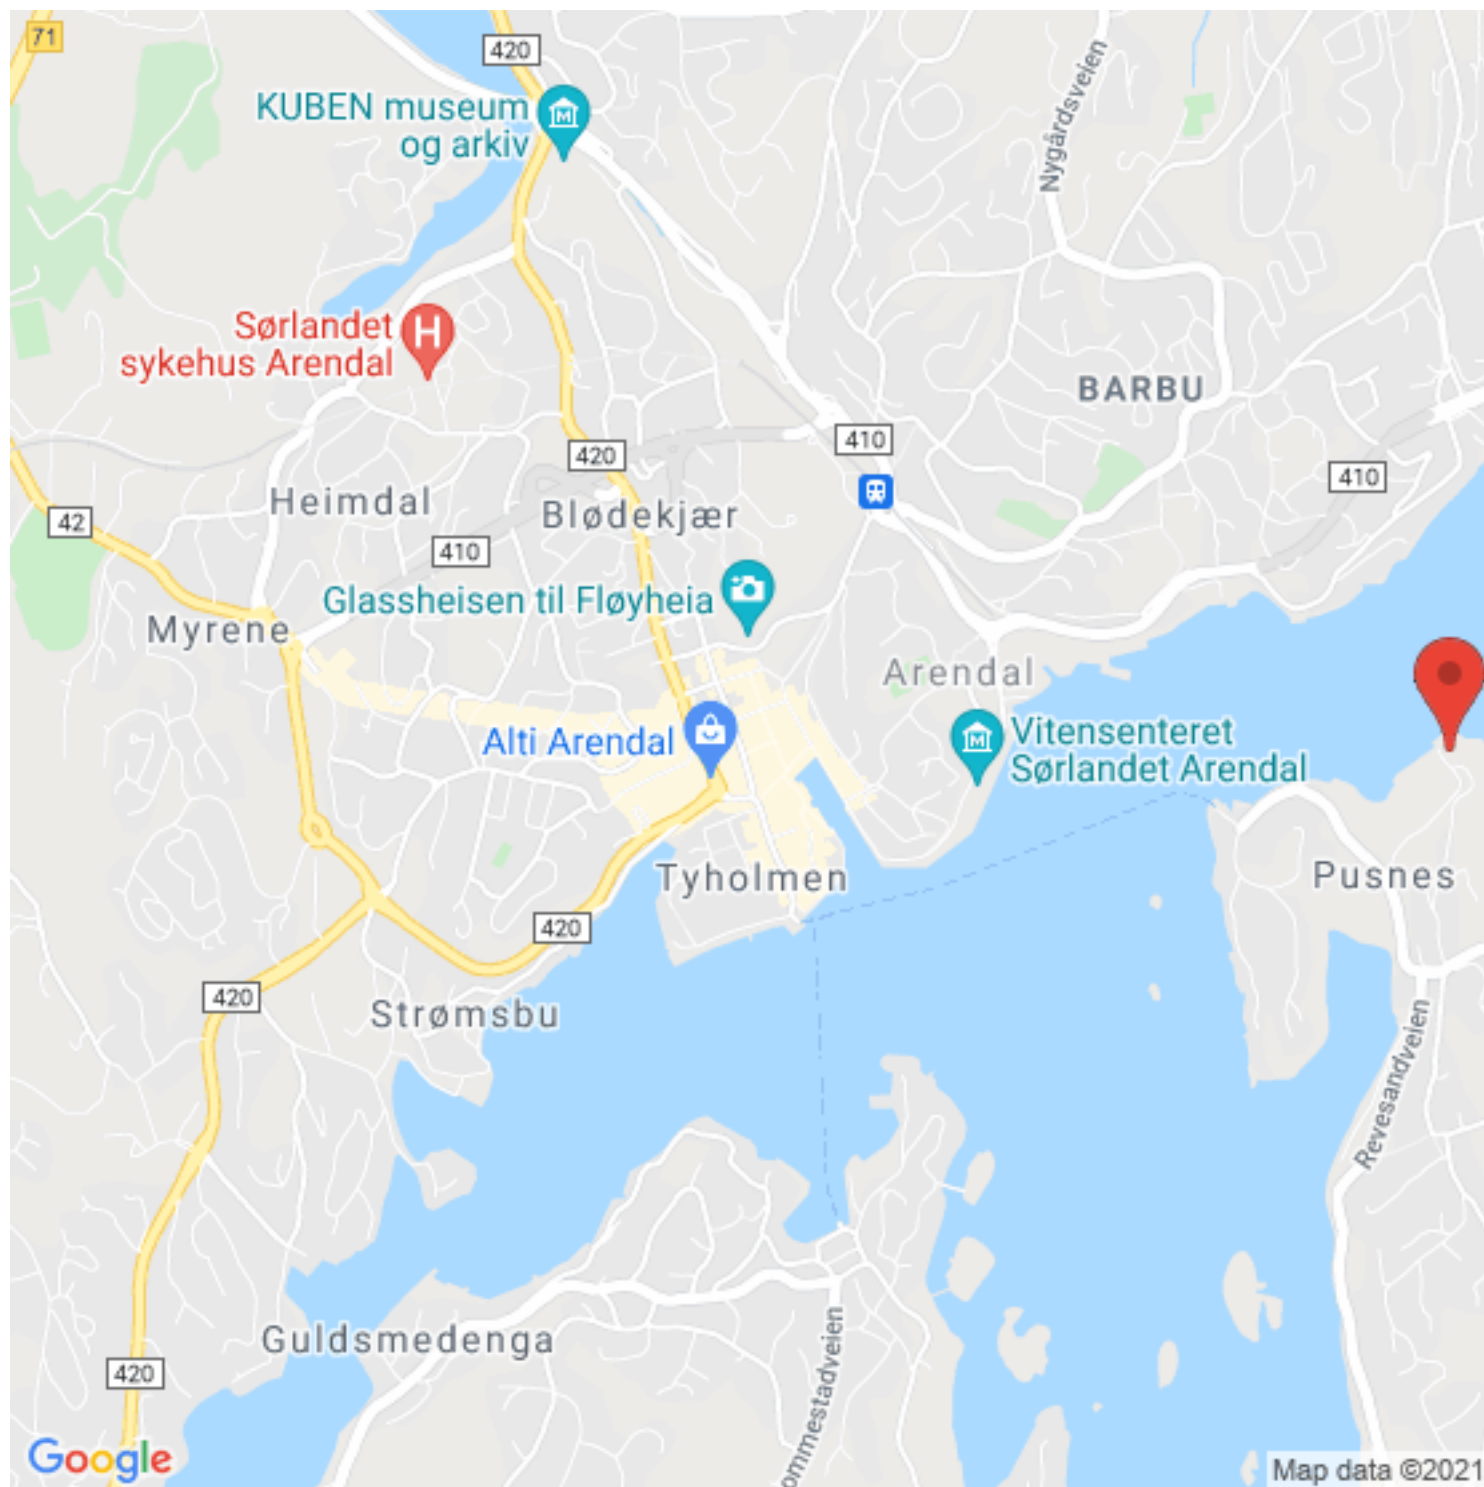 71
420
KUBEN museum
og arkiv
Nygårdsveien
Sørlandet
sykehus Arendal
BARBU
410
420
410
Heimdal
42
Blødekjær
410
Glassheisen til Fløyheia
Myrene
Arendal
Alti Arendal
Vitensenteret
Sørlandet Arendal
Tyholmen
Pusnes
420
420
Strømsbu
Revesandveien
Guldsmedenga
420
ommestadveien
Google
Map data ©2021